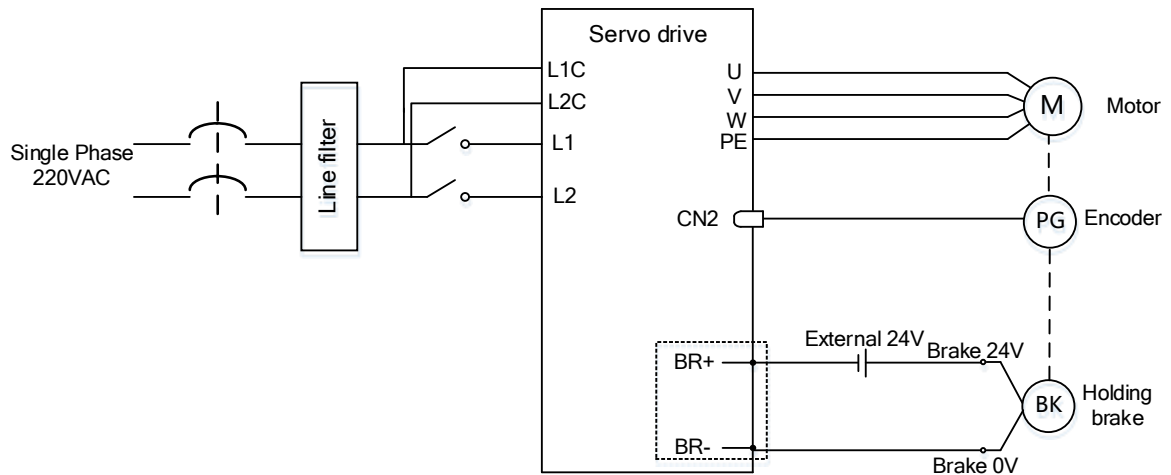 Servo drive
L1C
L2C
L1
L2
U
V
W
PE
CN2
BR+
BR-
Single Phase
220VAC
Line filter
M
Motor
PG
Encoder
External 24V
Brake 24V
BK
Holding
brake
Brake 0V